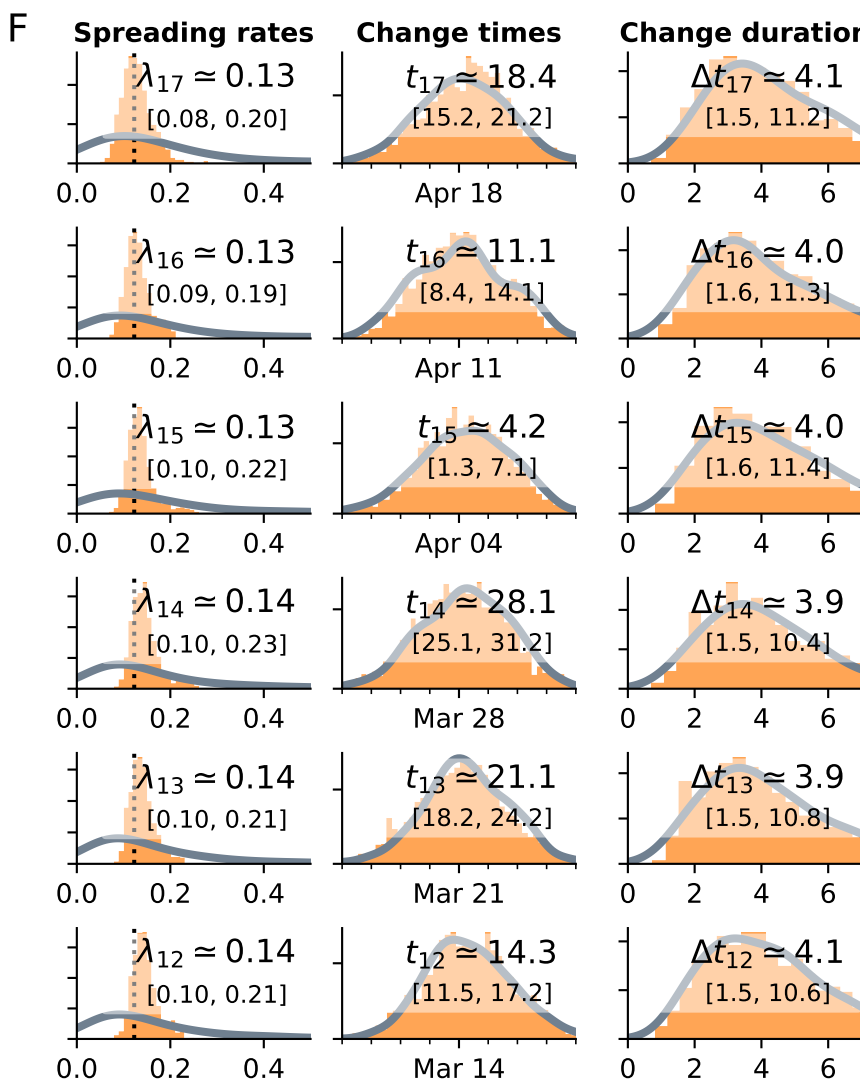 F
Spreading rates Change times Change duration
λ17 ≃ 0.13 t17 ≃ 18.4 Δt17 ≃ 4.1
[0.08, 0.20] [15.2, 21.2] [1.5, 11.2]
0.0 0.2 0.4 Apr 18 0 2 4 6
λ16 ≃ 0.13 t16 ≃ 11.1 Δt16 ≃ 4.0
[0.09, 0.19] [8.4, 14.1] [1.6, 11.3]
0.0 0.2 0.4 Apr 11 0 2 4 6
λ15 ≃ 0.13 t15 ≃ 4.2 Δt15 ≃ 4.0
[0.10, 0.22] [1.3, 7.1] [1.6, 11.4]
0.0 0.2 0.4 Apr 04 0 2 4 6
λ14 ≃ 0.14 t14 ≃ 28.1 Δt14 ≃ 3.9
[0.10, 0.23] [25.1, 31.2] [1.5, 10.4]
0.0 0.2 0.4 Mar 28 0 2 4 6
λ13 ≃ 0.14 t13 ≃ 21.1 Δt13 ≃ 3.9
[0.10, 0.21] [18.2, 24.2] [1.5, 10.8]
0.0 0.2 0.4 Mar 21 0 2 4 6
λ12 ≃ 0.14 t12 ≃ 14.3 Δt12 ≃ 4.1
[0.10, 0.21] [11.5, 17.2] [1.5, 10.6]
0.0 0.2 0.4 Mar 14 0 2 4 6